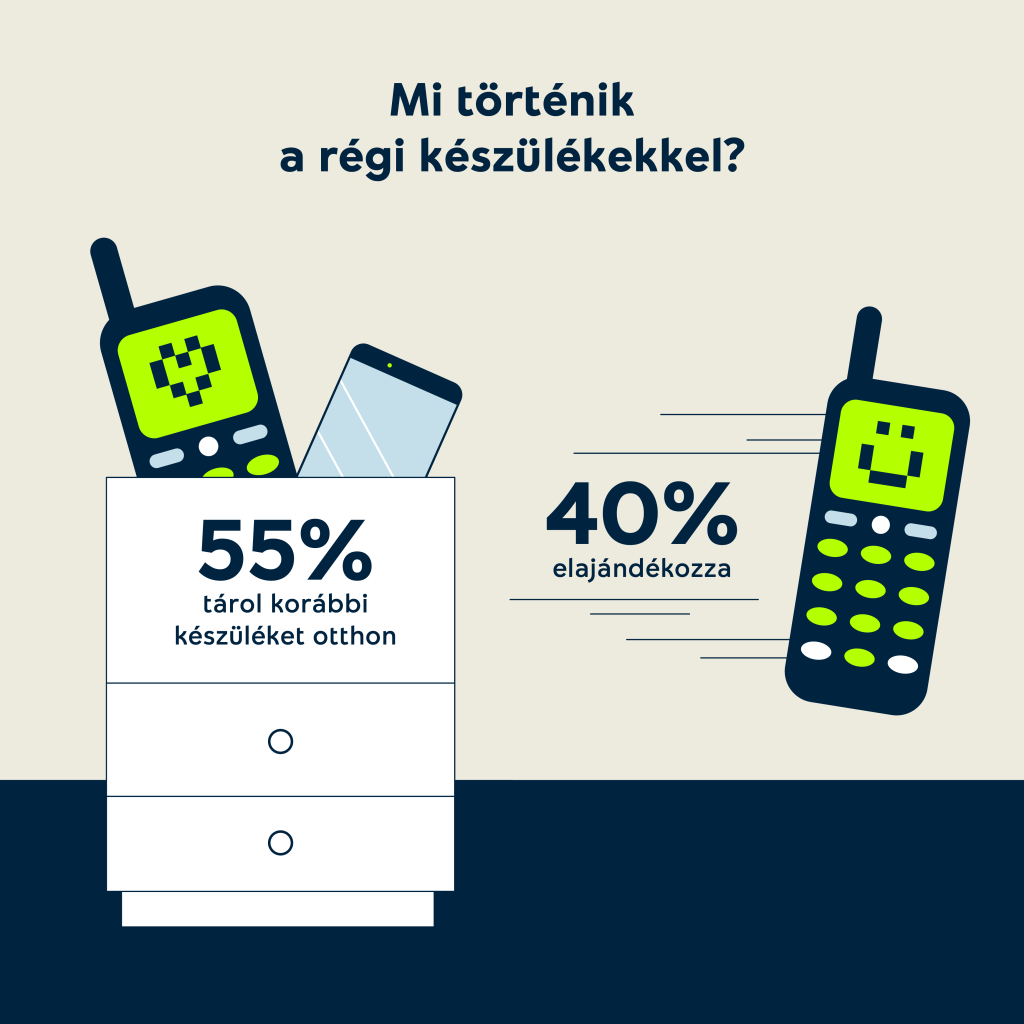 Mi történik
a régi készülékekkel?
55%
tárol korábbi
készüléket otthon
40%
elajándékozza